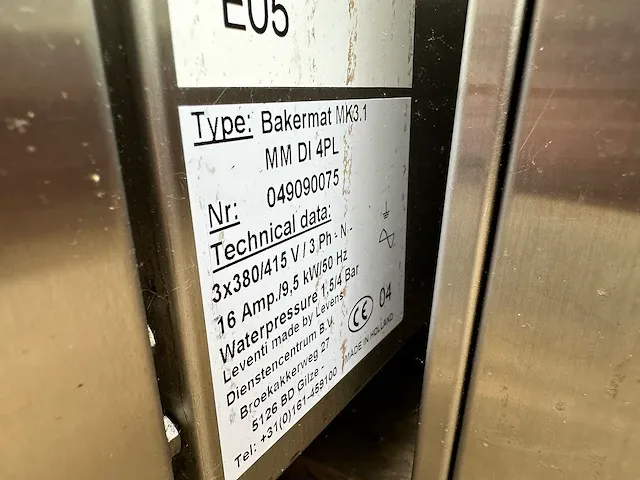 EU5
Type: Bakermat MK3.1
MM DI 4PL
Nr: 049090075
Technical data:
3x380/415 V / 3 Ph - N -
16 Amp./9,5 kW/50 Hz
Waterpressure 1,5/4 Bar
Leventi made by Levens
Dienstencentrum B.V.
Broekakkerweg 27
5126 BD Gilze
Tel: +31(0)161-458100
CE 04
MADE IN HOLLAND